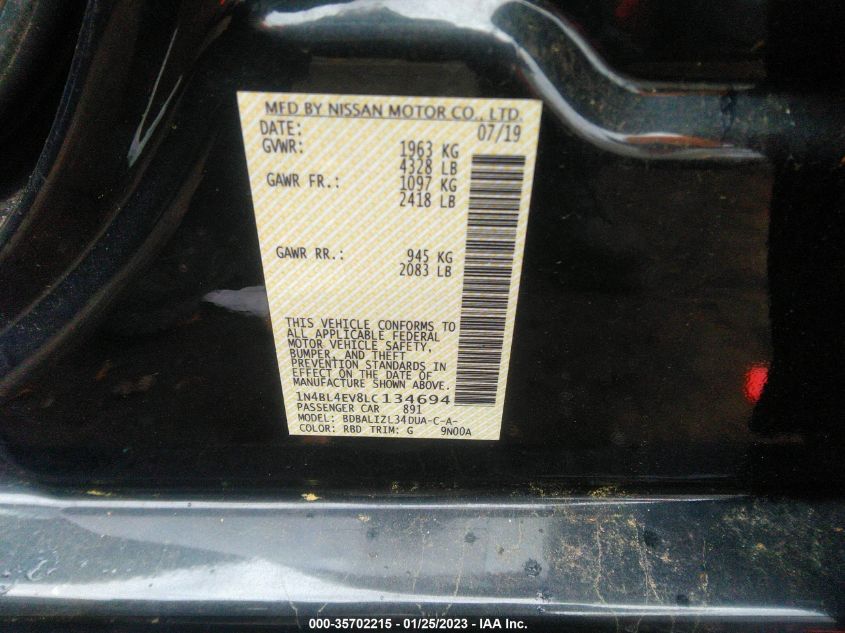 MFD BY NISSAN MOTOR CO., LTD.
DATE: 07/19
GVWR: 1963 KG
4328 LB
GAWR FR.: 1097 KG
2418 LB
GAWR RR.: 945 KG
2083 LB
THIS VEHICLE CONFORMS TO
ALL APPLICABLE FEDERAL
MOTOR VEHICLE SAFETY,
BUMPER, AND THEFT
PREVENTION STANDARDS IN
EFFECT ON THE DATE OF
MANUFACTURE SHOWN ABOVE.
1N4BL4EV8LC134694
PASSENGER CAR 891
MODEL: BDBALIZL34DUA-C-A-
COLOR: RBD TRIM: G 9N00A
000-35702215 - 01/25/2023 - IAA Inc.